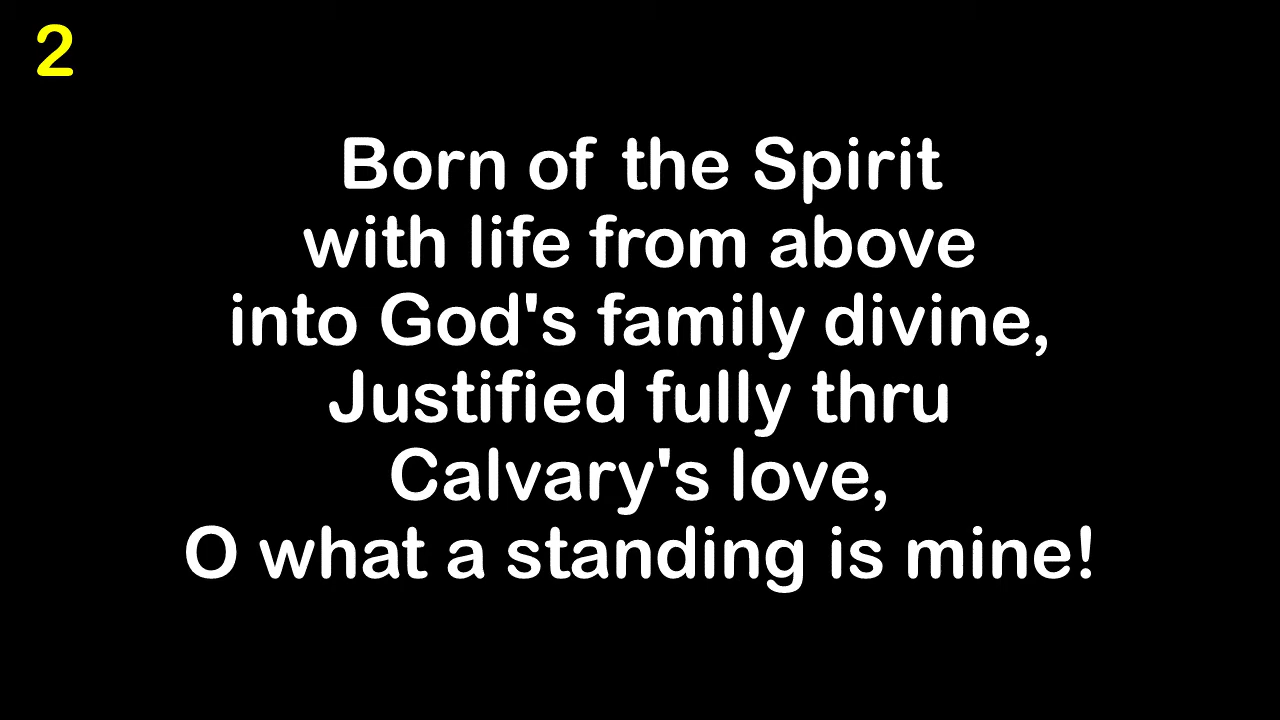 2
Born of the Spirit
with life from above
into God's family divine,
Justified fully thru
Calvary's love,
O what a standing is mine!